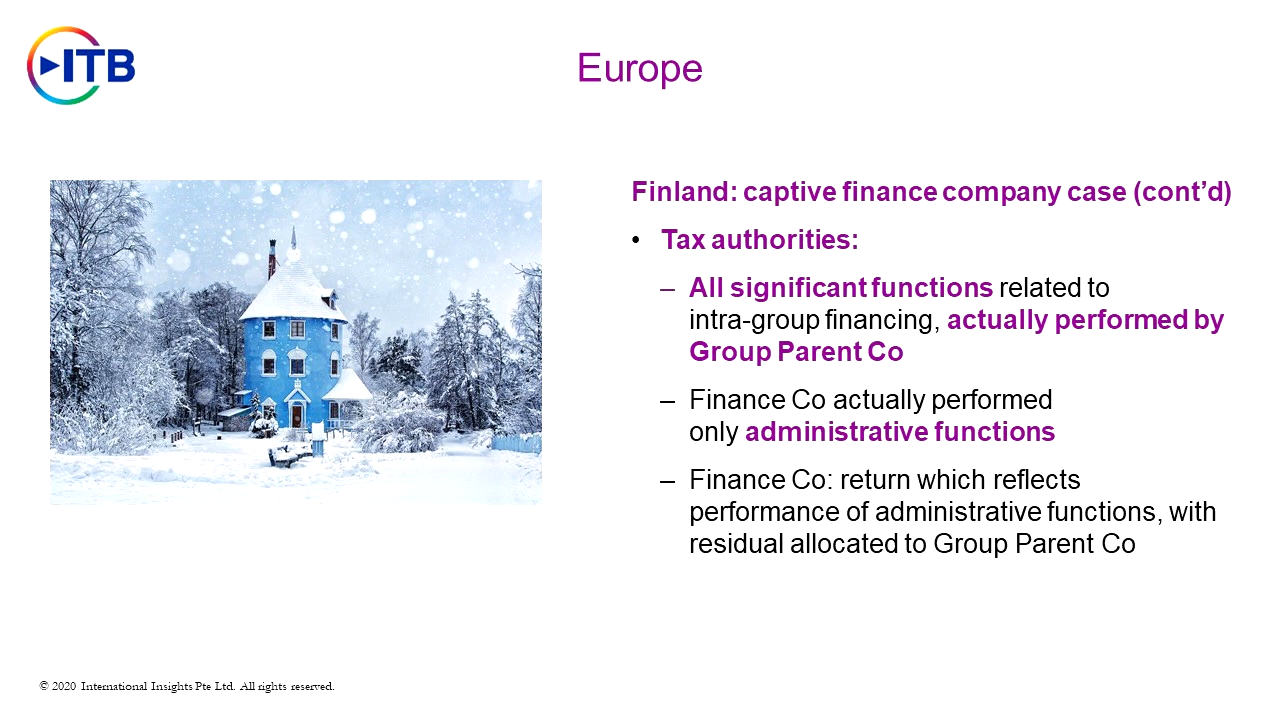 ITB
Europe
Finland: captive finance company case (cont’d)
• Tax authorities:
– All significant functions related to
intra-group financing, actually performed by
Group Parent Co
– Finance Co actually performed
only administrative functions
– Finance Co: return which reflects
performance of administrative functions, with
residual allocated to Group Parent Co
© 2020 International Insights Pte Ltd. All rights reserved.